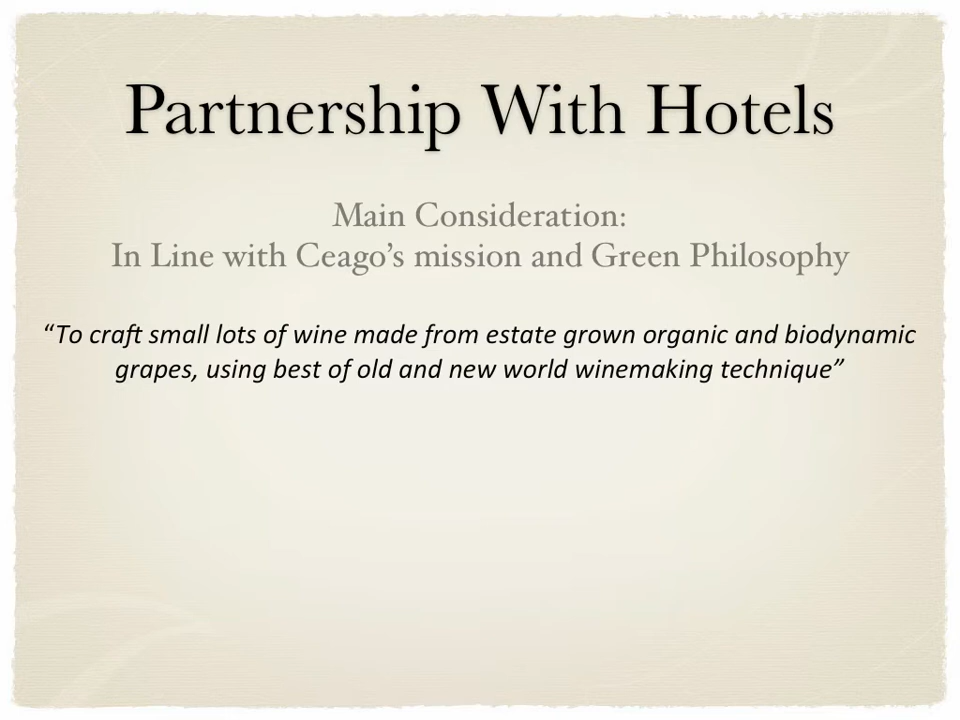 Partnership With Hotels
Main Consideration:
In Line with Ceago’s mission and Green Philosophy
“To craft small lots of wine made from estate grown organic and biodynamic
grapes, using best of old and new world winemaking technique”